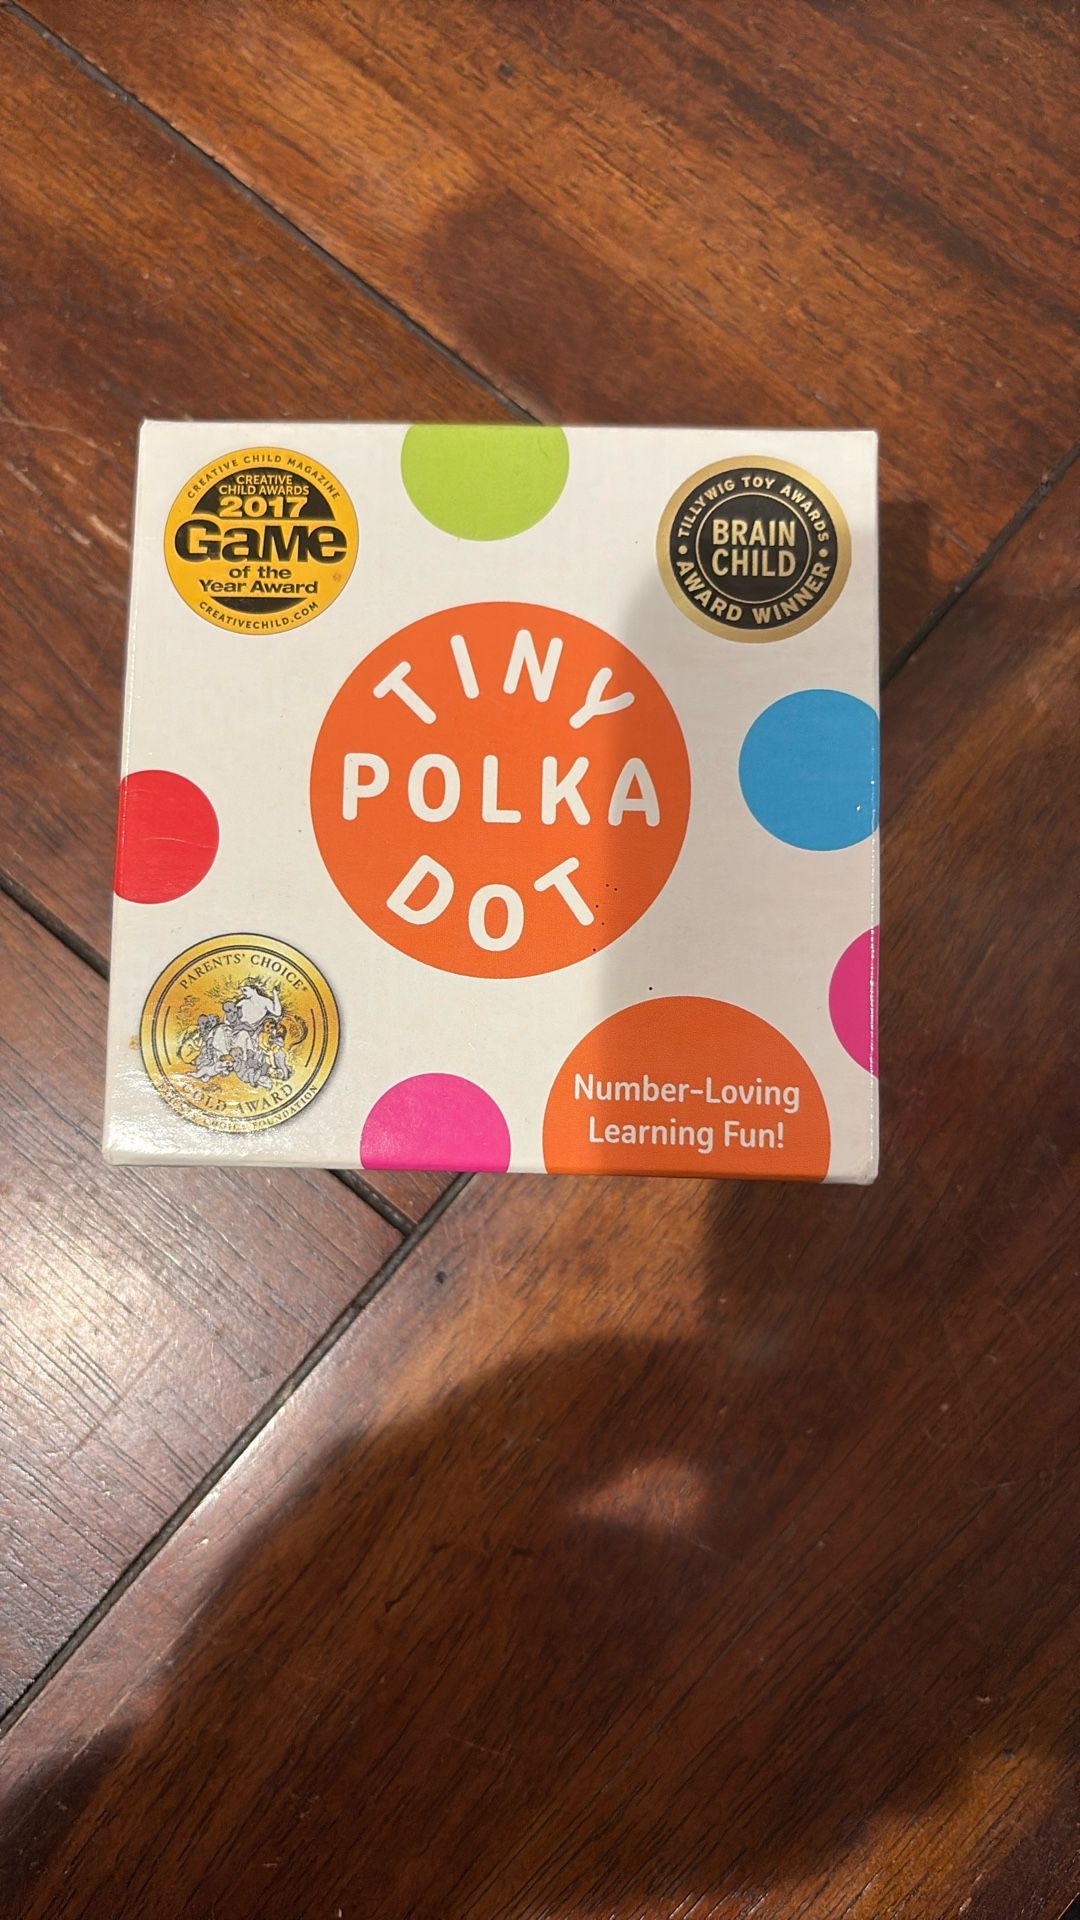 CREATIVE CHILD MAGAZINE
CREATIVE
CHILD AWARDS
2017
GaMe
of the
Year Award
CREATIVECHILD.COM
TILLYWIG TOY AWARDS
BRAIN
CHILD
AWARD WINNER
TINY
POLKA
DOT
PARENTS' CHOICE®
GOLD AWARD
FOUNDATION
Number-Loving
Learning Fun!